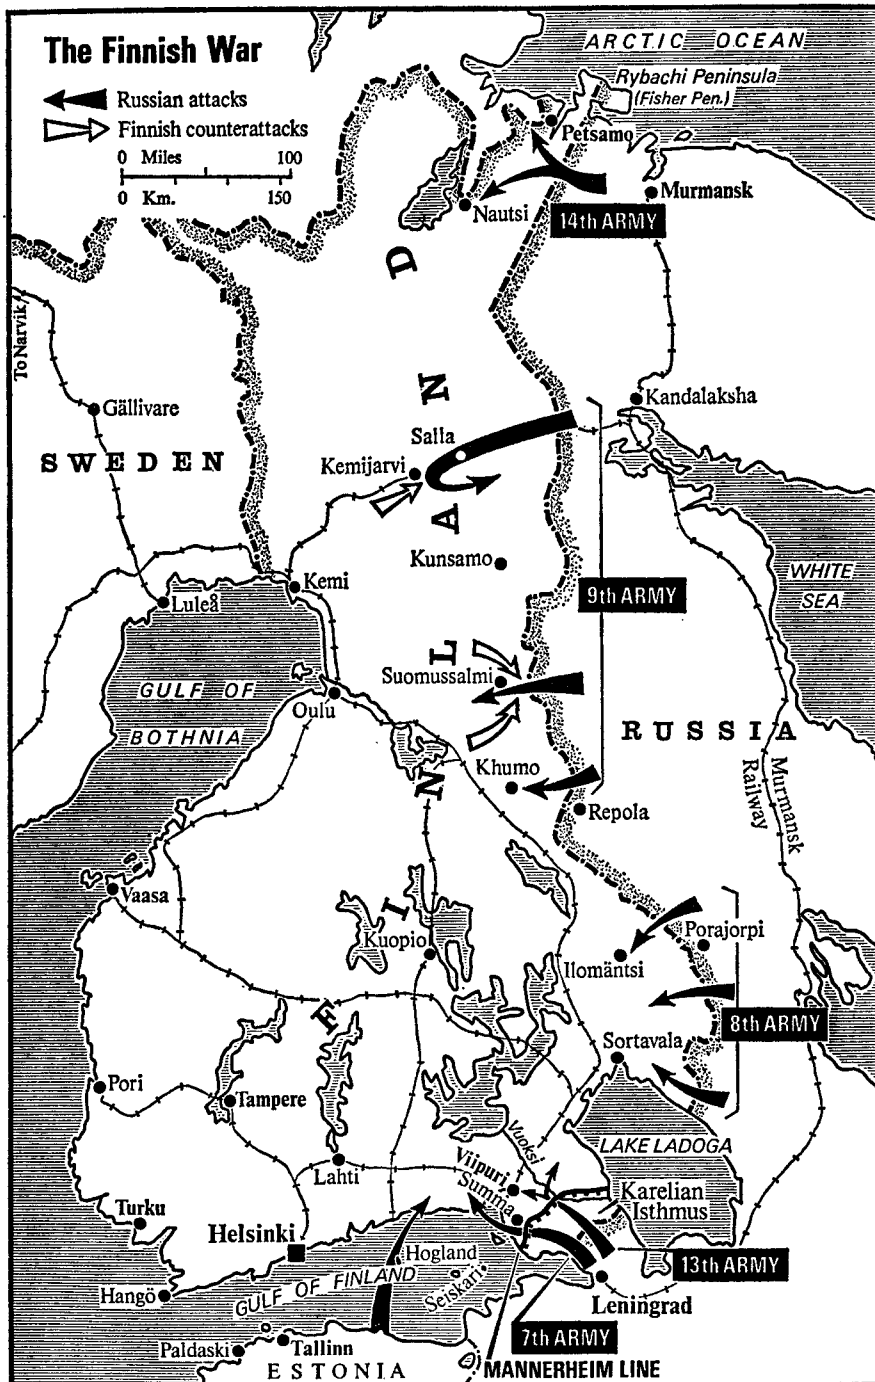 The Finnish War
Russian attacks
Finnish counterattacks
0 Miles 100
0 Km. 150
ARCTIC OCEAN
Rybachi Peninsula
(Fisher Pen.)
Petsamo
Murmansk
Nautsi
14th ARMY
To Narvik
Gällivare
Kandalaksha
SWEDEN
Salla
Kemijarvi
Kunsamo
Kemi
Luleå
9th ARMY
WHITE
SEA
GULF OF
BOTHNIA
Suomussalmi
Oulu
RUSSIA
Khumo
Repola
Murmansk
Railway
FINLAND
Vaasa
Kuopio
Porajorpi
Ilomäntsi
8th ARMY
Sortavala
Pori
Tampere
LAKE LADOGA
Vuoksi
Lahti
Viipuri
Summa
Karelian
Isthmus
Turku
Helsinki
Hogland
13th ARMY
GULF OF FINLAND
Seiskari
Hangö
Leningrad
7th ARMY
Paldaski
Tallinn
MANNERHEIM LINE
ESTONIA